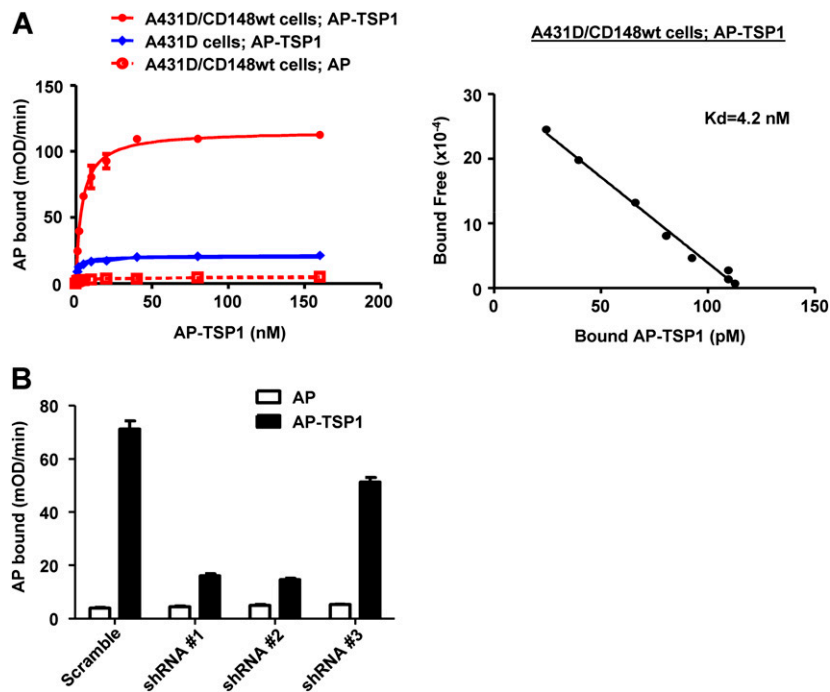 A
A431D/CD148wt cells; AP-TSP1
A431D cells; AP-TSP1
A431D/CD148wt cells; AP
AP bound (mOD/min)
150
100
50
0
0
50
100
150
200
AP-TSP1 (nM)
A431D/CD148wt cells; AP-TSP1
Kd=4.2 nM
Bound Free (x10-4)
30
20
10
0
0
50
100
150
Bound AP-TSP1 (pM)
B
AP
AP-TSP1
AP bound (mOD/min)
80
60
40
20
0
Scramble
shRNA #1
shRNA #2
shRNA #3